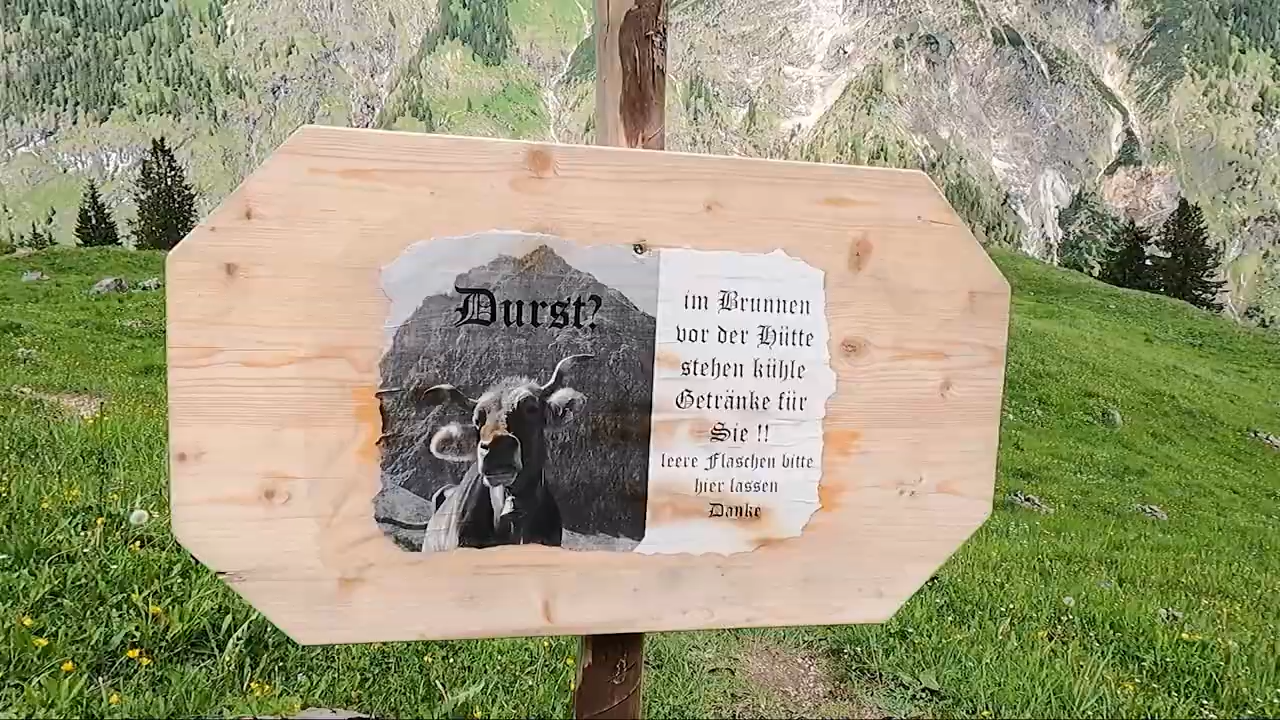 Durst?
im Brunnen
vor der Hütte
stehen kühle
Getränke für
Sie !!
leere Flaschen bitte
hier lassen
Danke